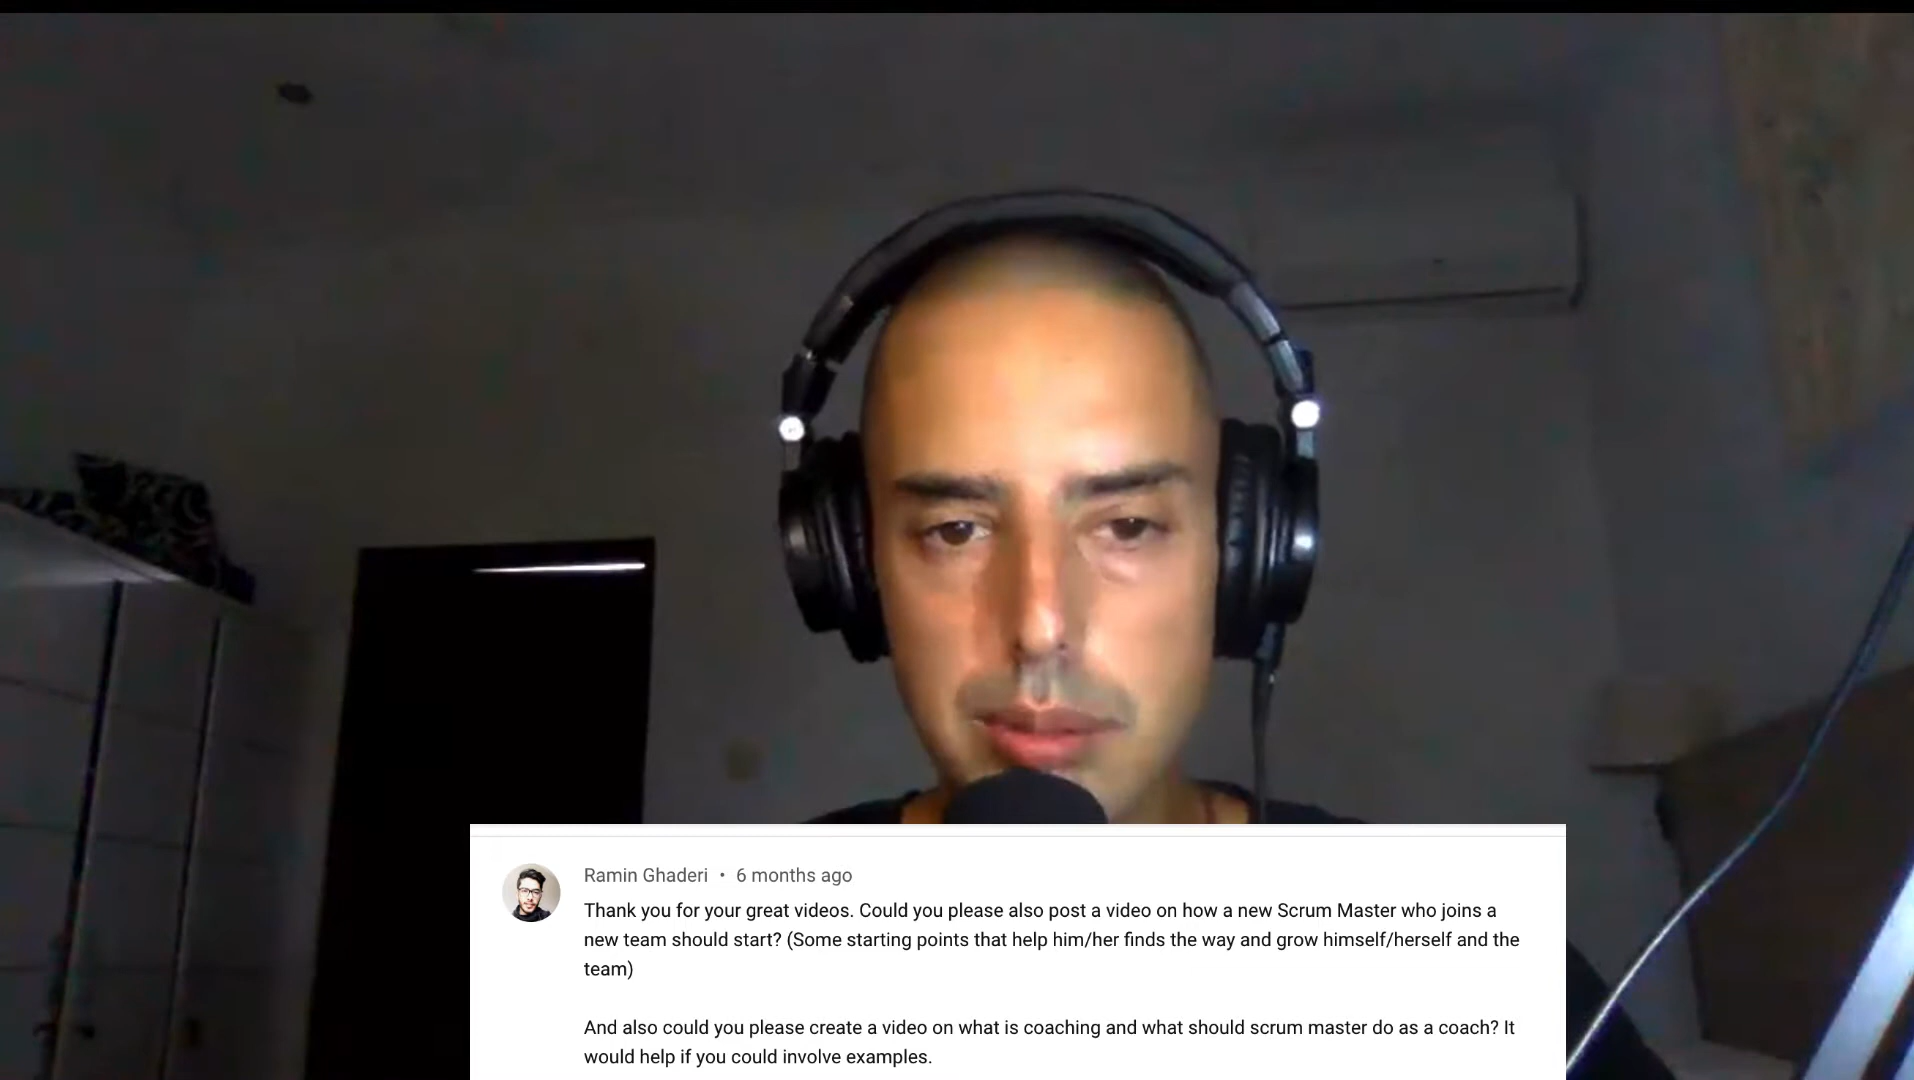 Ramin Ghaderi • 6 months ago
Thank you for your great videos. Could you please also post a video on how a new Scrum Master who joins a
new team should start? (Some starting points that help him/her finds the way and grow himself/herself and the
team)
And also could you please create a video on what is coaching and what should scrum master do as a coach? It
would help if you could involve examples.